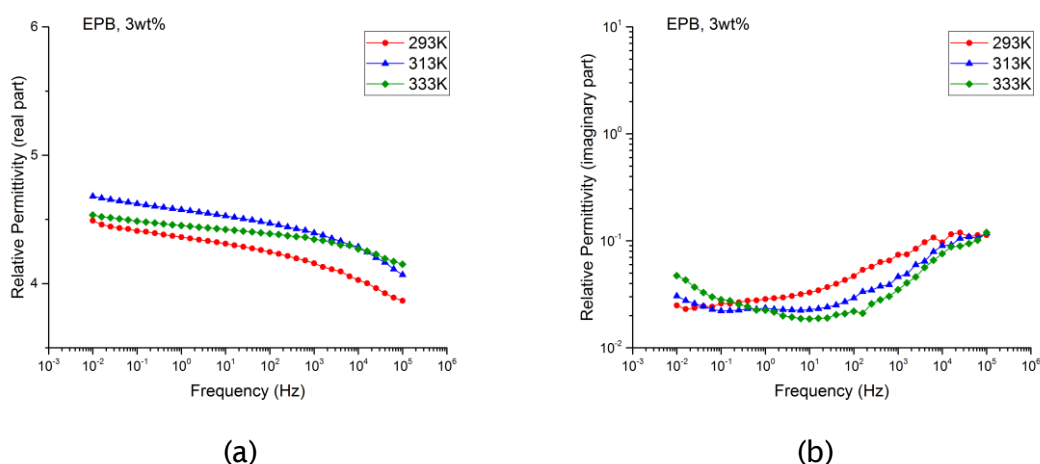 EPB, 3wt%
293K
313K
333K
Relative Permittivity (real part)
6
5
4
10⁻³ 10⁻² 10⁻¹ 10⁰ 10¹ 10² 10³ 10⁴ 10⁵ 10⁶
Frequency (Hz)
(a)
EPB, 3wt%
293K
313K
333K
Relative Permittivity (imaginary part)
10¹
10⁰
10⁻¹
10⁻²
10⁻³ 10⁻² 10⁻¹ 10⁰ 10¹ 10² 10³ 10⁴ 10⁵ 10⁶
Frequency (Hz)
(b)